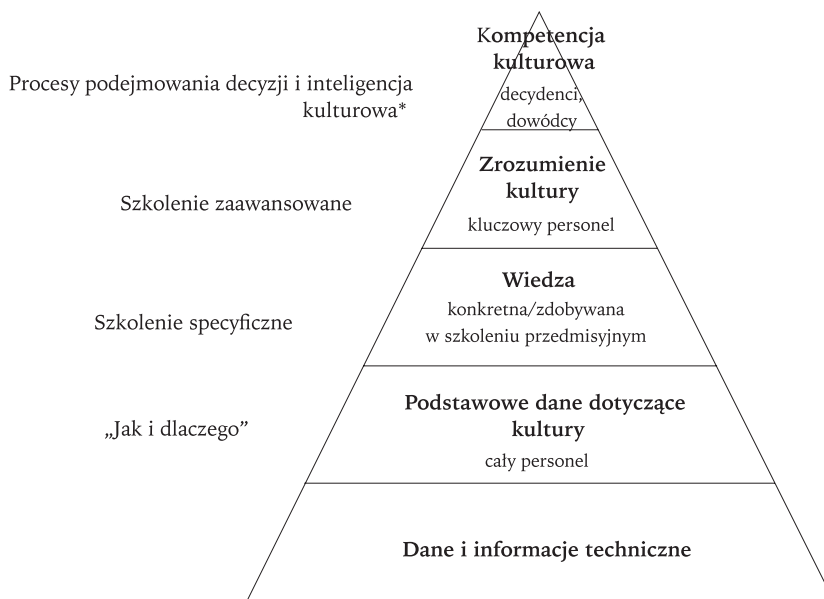 Kompetencja
kulturowa
Procesy podejmowania decyzji i inteligencja
kulturowa*
decydenci,
dowódcy
Zrozumienie
kultury
Szkolenie zaawansowane
kluczowy personel
Wiedza
Szkolenie specyficzne
konkretna/zdobywana
w szkoleniu przedmisyjnym
Podstawowe dane dotyczące
kultury
„Jak i dlaczego”
cały personel
Dane i informacje techniczne